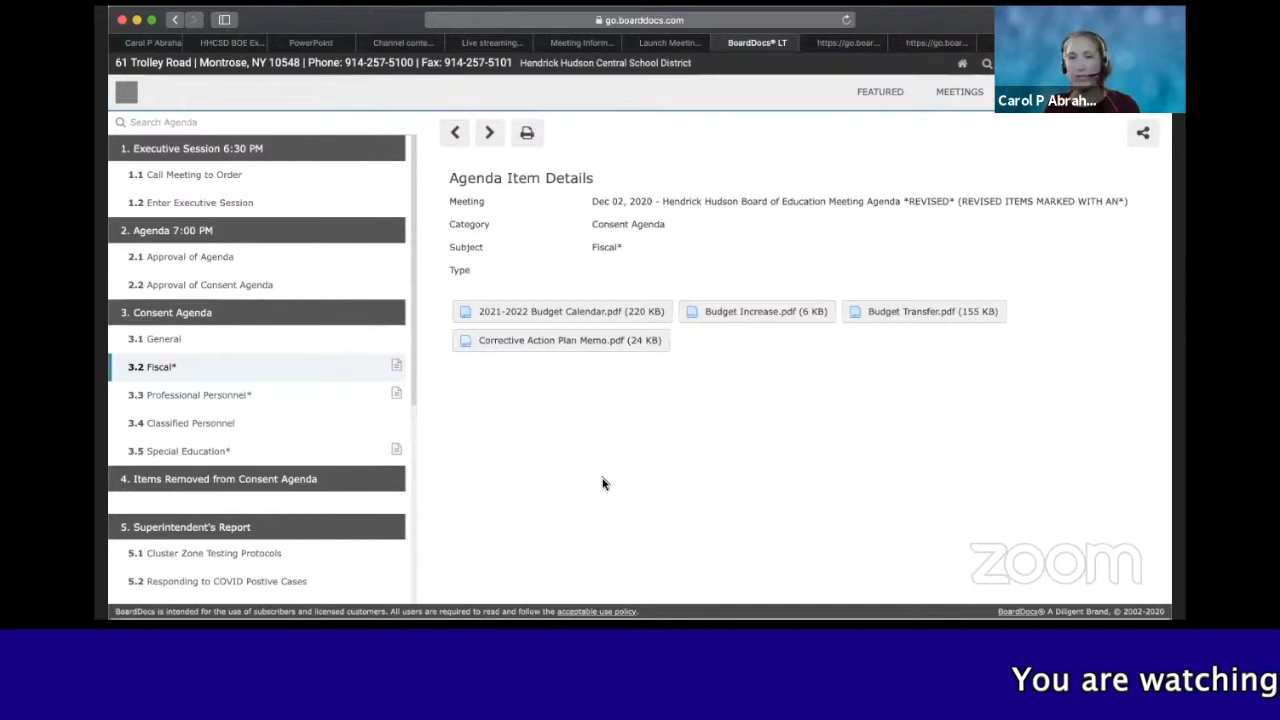 go.boarddocs.com
Carol P Abraha
HHCSD BOE Ex...
PowerPoint
Channel conte...
Live streaming...
Meeting Inform...
Launch Meetin...
BoardDocs® LT
https://go.boar...
https://go.boar...
61 Trolley Road | Montrose, NY 10548 | Phone: 914-257-5100 | Fax: 914-257-5101 Hendrick Hudson Central School District
FEATURED MEETINGS
Carol P Abrah...
Search Agenda
1. Executive Session 6:30 PM
1.1 Call Meeting to Order
1.2 Enter Executive Session
2. Agenda 7:00 PM
2.1 Approval of Agenda
2.2 Approval of Consent Agenda
3. Consent Agenda
3.1 General
3.2 Fiscal*
3.3 Professional Personnel*
3.4 Classified Personnel
3.5 Special Education*
4. Items Removed from Consent Agenda
5. Superintendent's Report
5.1 Cluster Zone Testing Protocols
5.2 Responding to COVID Postive Cases
Agenda Item Details
Meeting Dec 02, 2020 - Hendrick Hudson Board of Education Meeting Agenda *REVISED* (REVISED ITEMS MARKED WITH AN*)
Category Consent Agenda
Subject Fiscal*
Type
2021-2022 Budget Calendar.pdf (220 KB) Budget Increase.pdf (6 KB) Budget Transfer.pdf (155 KB)
Corrective Action Plan Memo.pdf (24 KB)
zoom
BoardDocs is intended for the use of subscribers and licensed customers. All users are required to read and follow the acceptable use policy.
BoardDocs® A Diligent Brand, © 2002-2020
You are watching